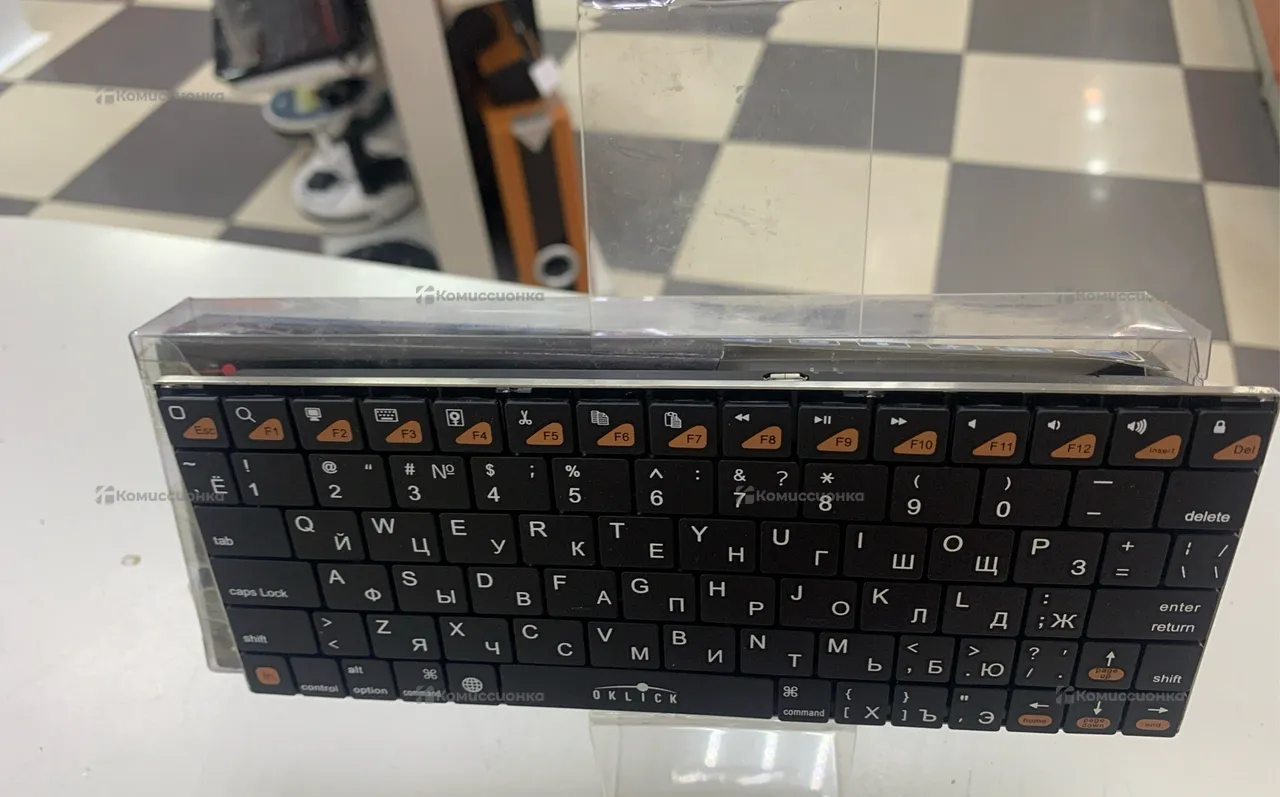 Комиссионка
Комиссионка Комиссионка
Esc F1 F2 F3 F4 F5 F6 F7 F8 F9 F10 F11 F12 Insert Del
~ Ё ! 1 @ " 2 # № 3 $ ; 4 % 5 ^ : 6 & ? 7 * 8 ( 9 ) 0 — – delete
Комиссионка Комиссионка
tab Q Й W Ц E У R К T Е Y Н U Г I Ш O Щ P З + = ¦ / \ \
caps Lock A Ф S Ы D В F А G П H Р J О K Л L Д : ; Ж enter return
shift > < Z Я X Ч C С V М B И N Т M Ь < , Б > . Ю ? , / . ↑ page up shift
fn control alt option ⌘ command OKLICK ⌘ command { [ Х } ] Ъ " , Э ← home ↓ page down → end
Комиссионка Комиссионка